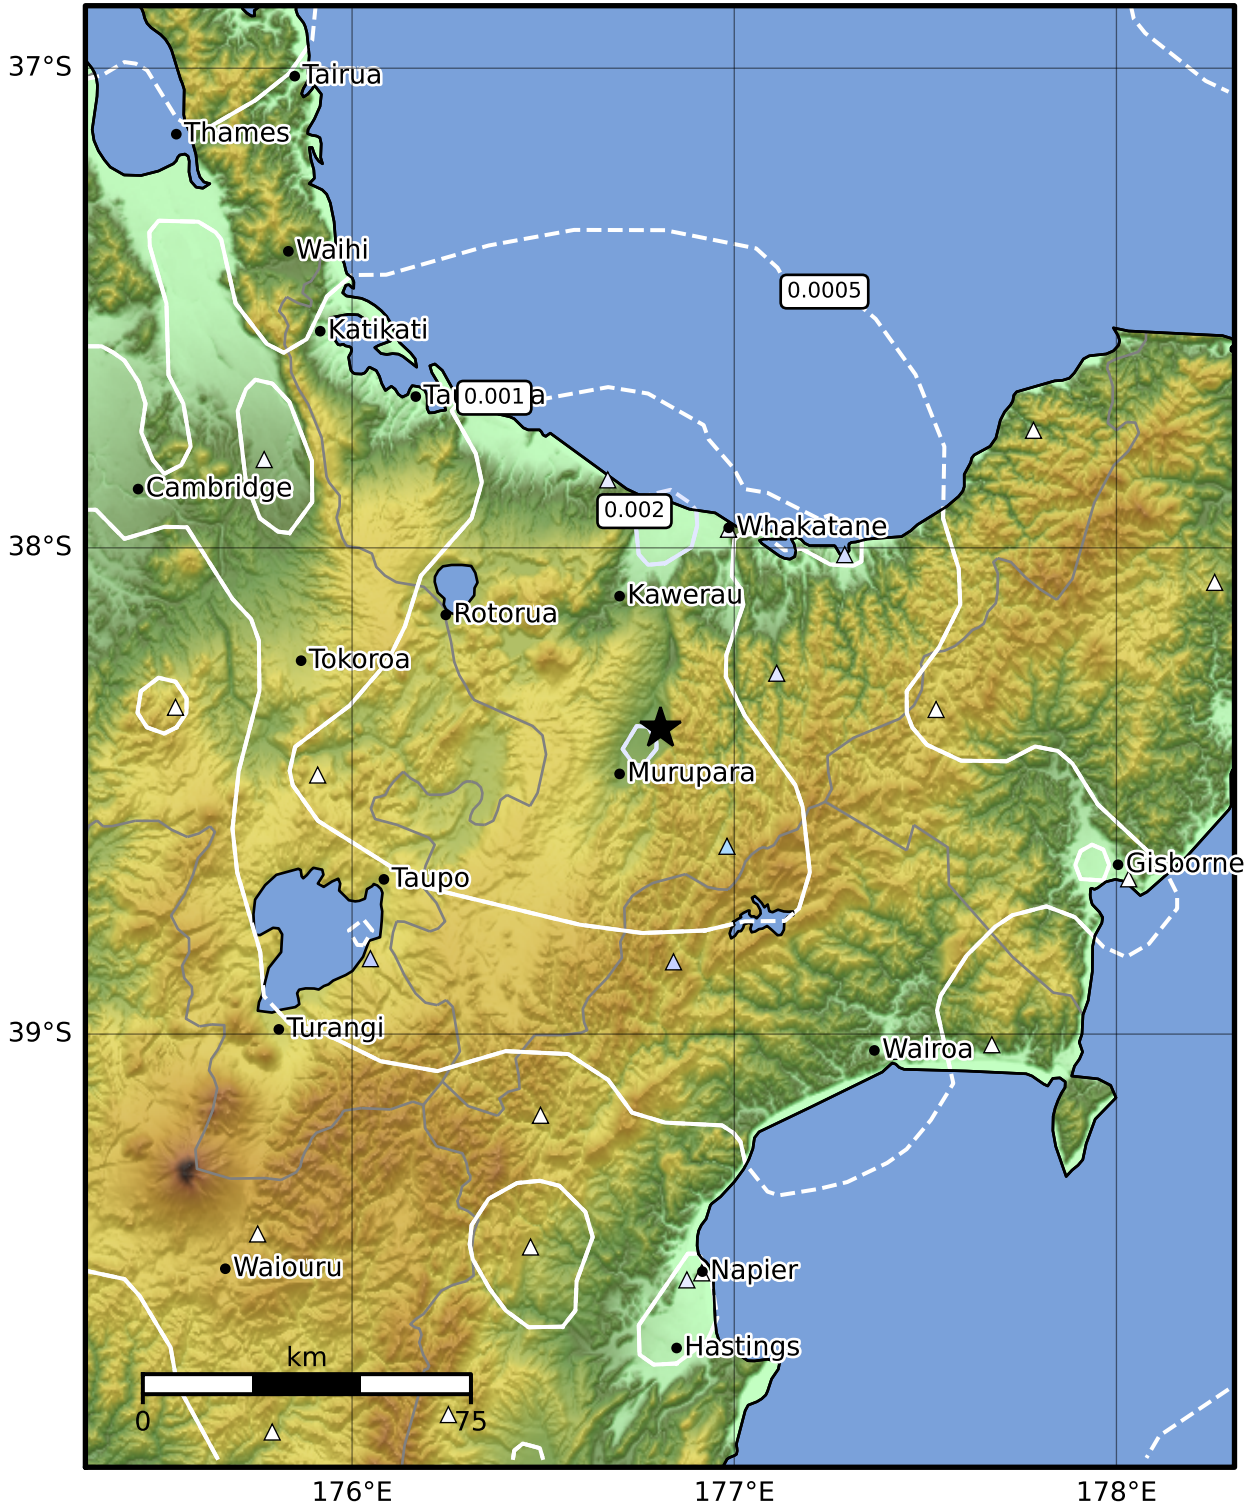 37°S
Tairua
Thames
Waihi
0.0005
Katikati
0.001
Cambridge
0.002
Whakatane
38°S
Kawerau
Rotorua
Tokoroa
Murupara
Gisborne
Taupo
Turangi
39°S
Wairoa
Waiouru
Napier
Hastings
km
0
75
176°E
177°E
178°E